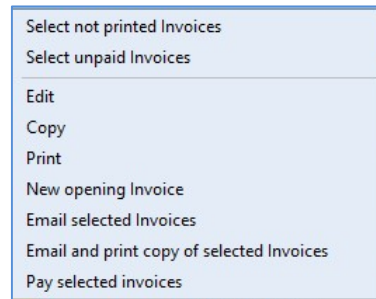 Select not printed Invoices
Select unpaid Invoices
Edit
Copy
Print
New opening Invoice
Email selected Invoices
Email and print copy of selected Invoices
Pay selected invoices